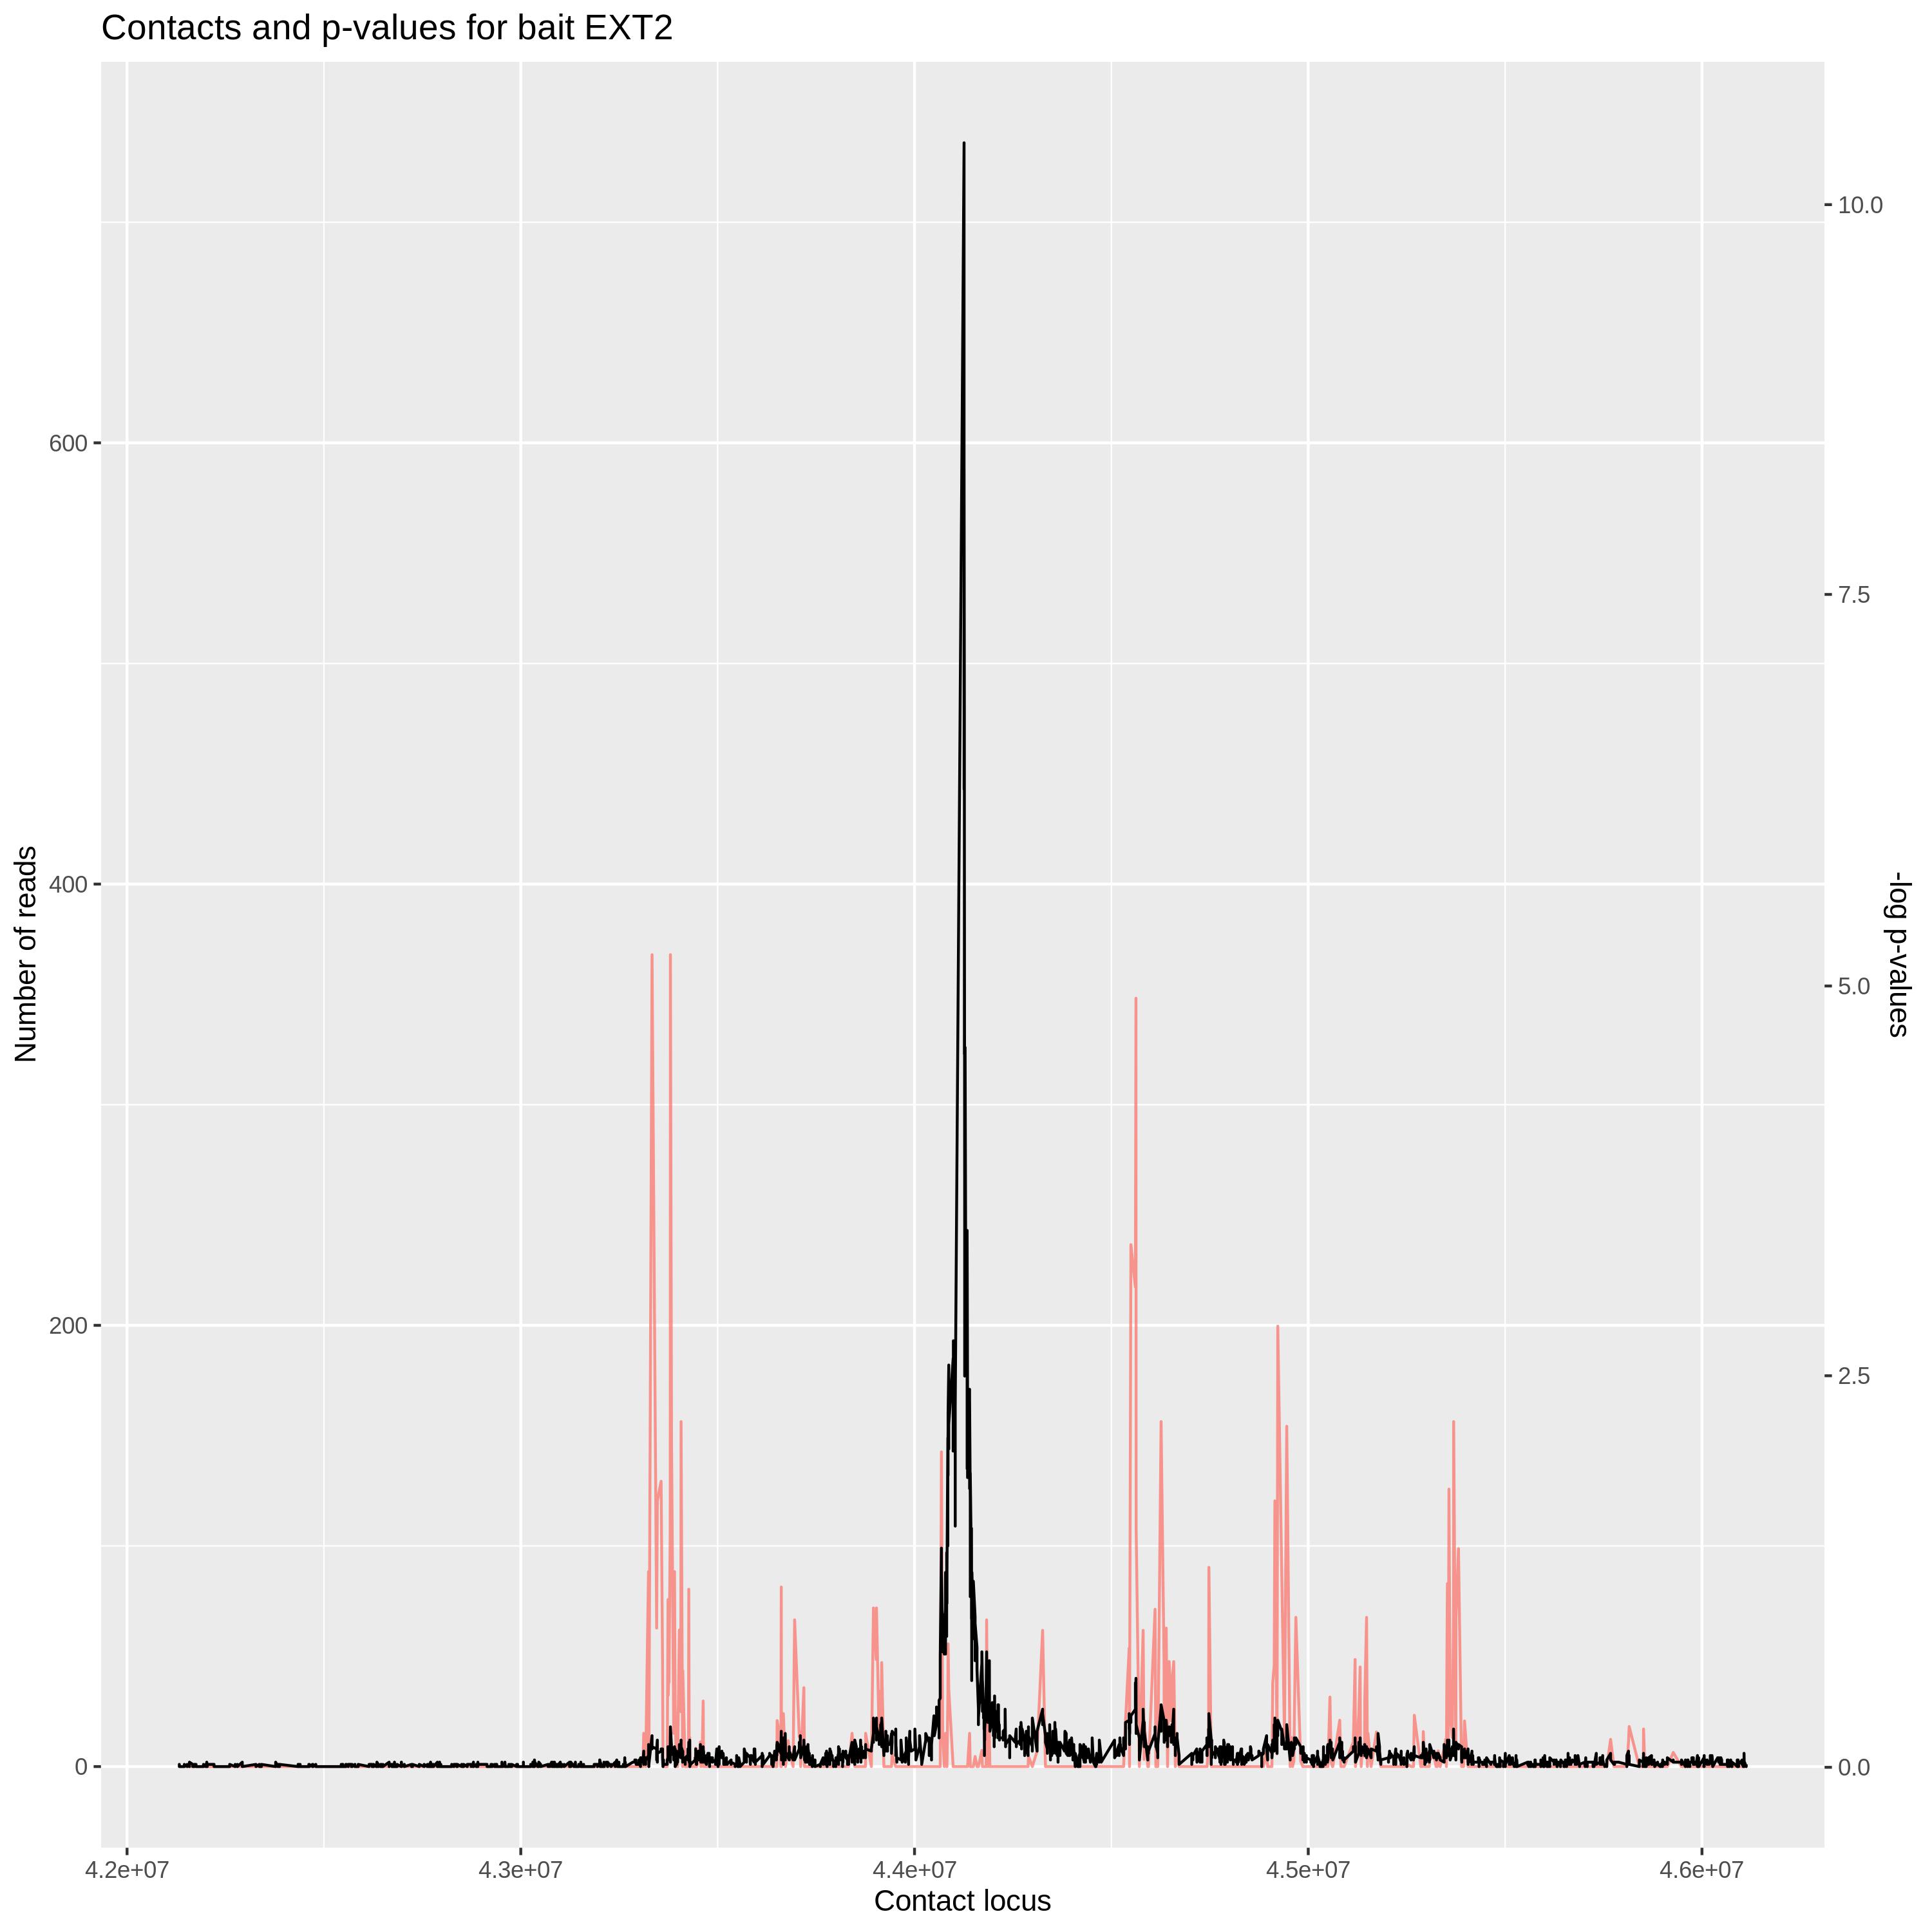 Contacts and p-values for bait EXT2
Number of reads
600
400
200
0
10.0
7.5
5.0
2.5
0.0
-log p-values
4.2e+07 4.3e+07 4.4e+07 4.5e+07 4.6e+07
Contact locus